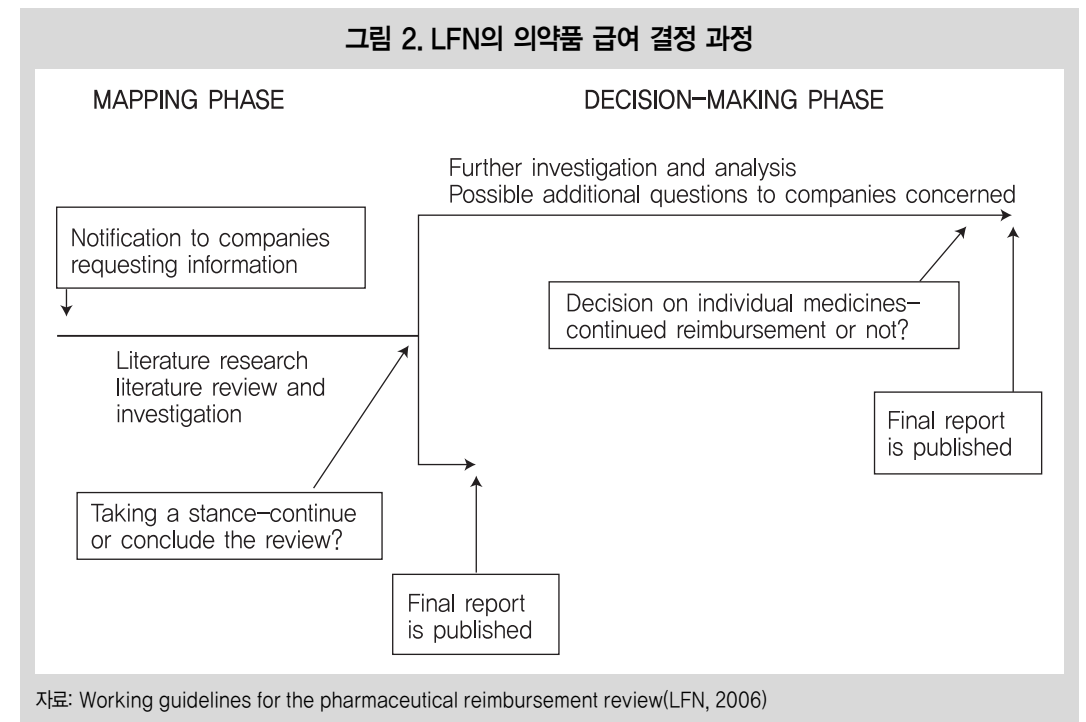 그림 2. LFN의 의약품 급여 결정 과정
MAPPING PHASE
DECISION-MAKING PHASE
Further investigation and analysis
Possible additional questions to companies concerned
Notification to companies
requesting information
Decision on individual medicines-
continued reimbursement or not?
Literature research
literature review and
investigation
Final report
is published
Taking a stance-continue
or conclude the review?
Final report
is published
자료: Working guidelines for the pharmaceutical reimbursement review(LFN, 2006)